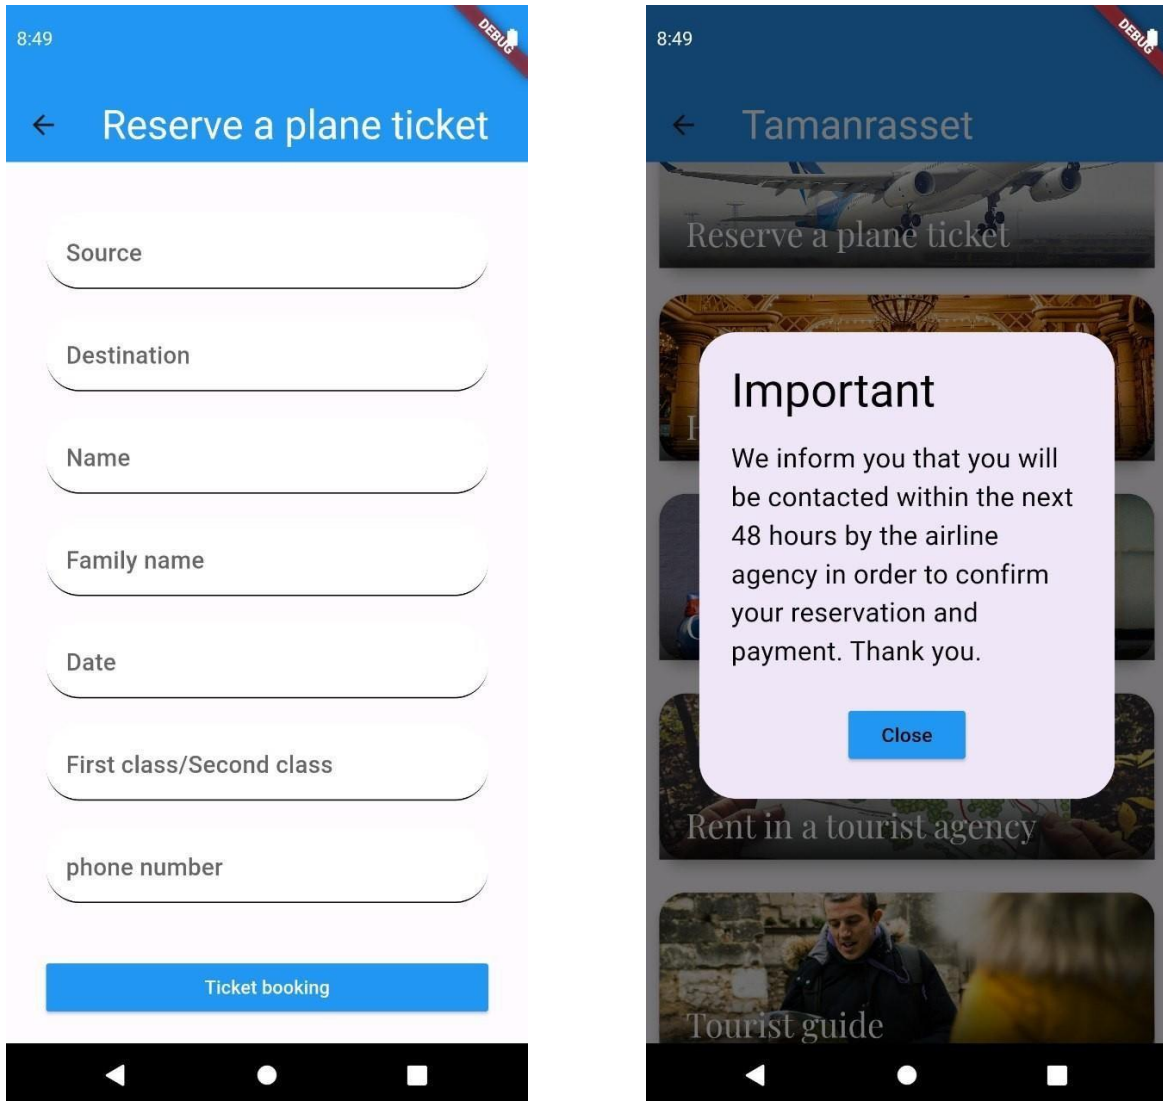 8:49
DEBUG
Reserve a plane ticket
Source
Destination
Name
Family name
Date
First class/Second class
phone number
Ticket booking
8:49
DEBUG
Tamanrasset
Reserve a plane ticket
Important
We inform you that you will
be contacted within the next
48 hours by the airline
agency in order to confirm
your reservation and
payment. Thank you.
Close
Rent in a tourist agency
Tourist guide